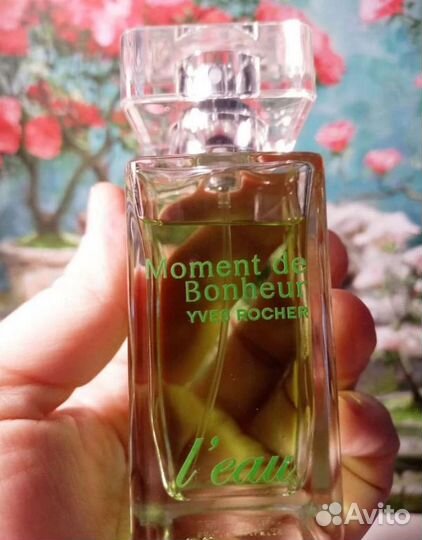 Moment de
Bonheur
YVES ROCHER
l'eau
Avito